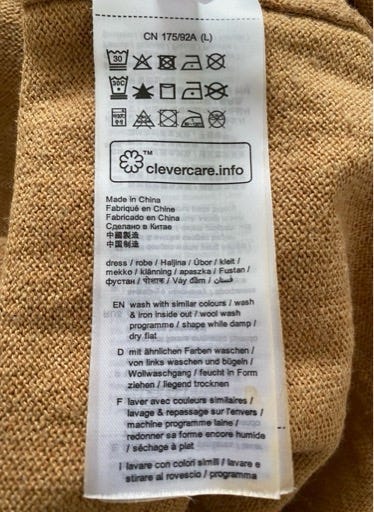 CN 175/92A (L)
30
30C
TM
clevercare.info
Made in China
Fabriqué en Chine
Fabricado en China
Сделано в Китае
中國製造
中国制造
dress / robe / Haljina / Úbor / kleit /
mekko / klänning / apaszka / Fustan /
фустан / पोशाक / Váy đầm / فستان
EN wash with similar colours / wash
& iron inside out / wool wash
programme / shape while damp /
dry flat
D mit ähnlichen Farben waschen /
von links waschen und bügeln /
Wollwaschgang / feucht in Form
ziehen / liegend trocknen
F laver avec couleurs similaires /
lavage & repassage sur l'envers /
machine programme laine /
redonner sa forme encore humide
/ séchage à plat
I lavare con colori simili / lavare e
stirare al rovescio / programma